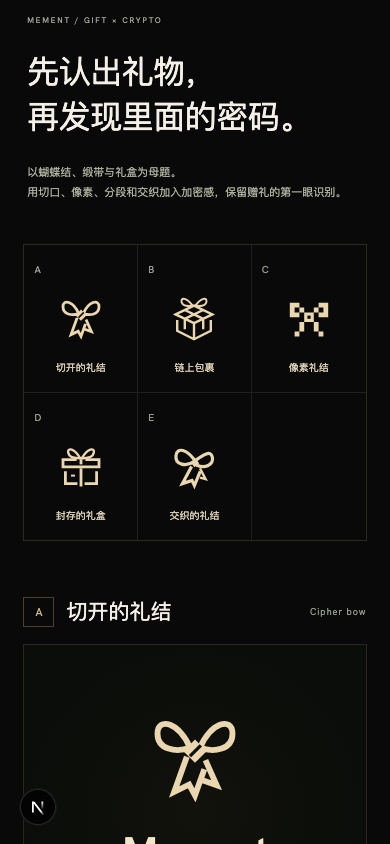 MEMENT / GIFT × CRYPTO
先认出礼物，
再发现里面的密码。
以蝴蝶结、缎带与礼盒为母题。
用切口、像素、分段和交织加入加密感，保留赠礼的第一眼识别。
A
切开的礼结
B
链上包裹
C
像素礼结
D
封存的礼盒
E
交织的礼结
A
切开的礼结
Cipher bow
N